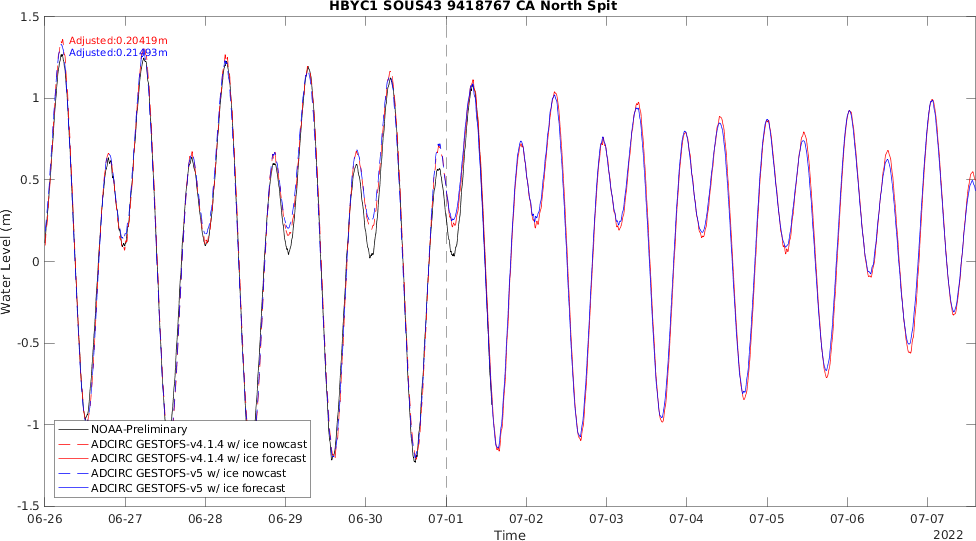 HBYC1 SOUS43 9418767 CA North Spit
Adjusted:0.20419m
Adjusted:0.21493m
Water Level (m)
1.5
1
0.5
0
-0.5
-1
-1.5
NOAA-Preliminary
ADCIRC GESTOFS-v4.1.4 w/ ice nowcast
ADCIRC GESTOFS-v4.1.4 w/ ice forecast
ADCIRC GESTOFS-v5 w/ ice nowcast
ADCIRC GESTOFS-v5 w/ ice forecast
06-26 06-27 06-28 06-29 06-30 07-01 07-02 07-03 07-04 07-05 07-06 07-07
Time
2022